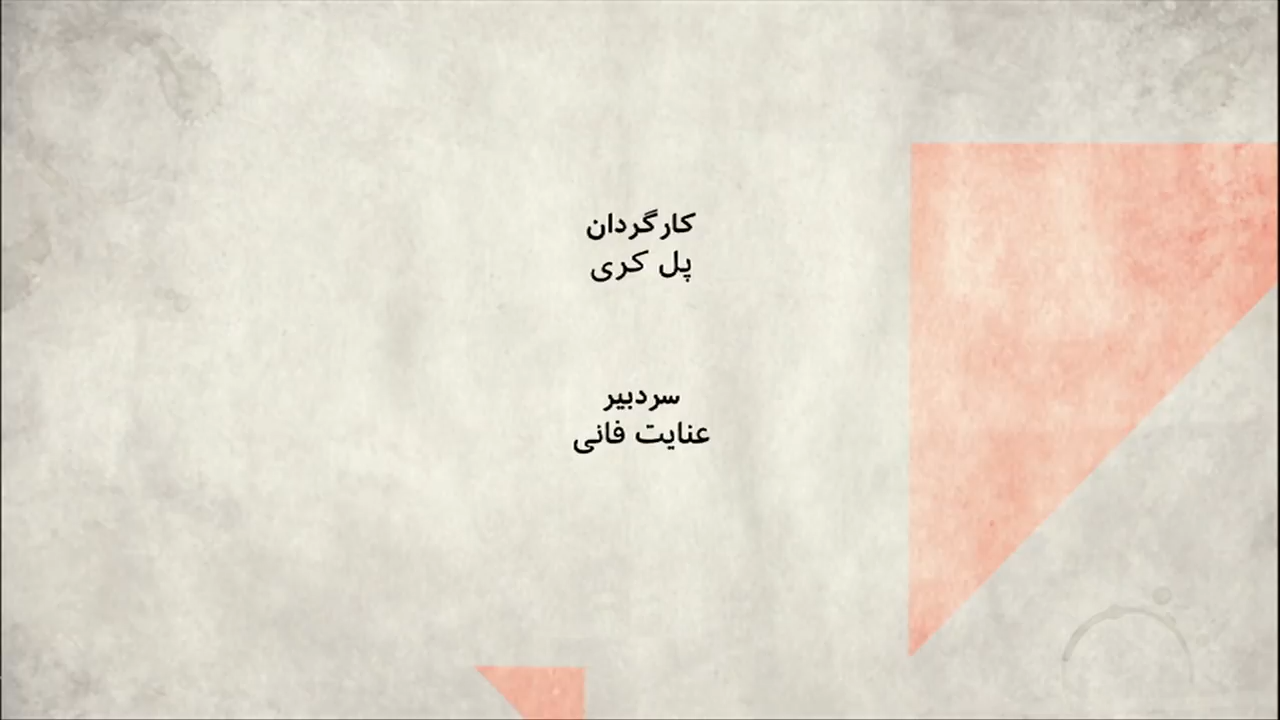 کارگردان
پل کری
سردبیر
عنایت فانی